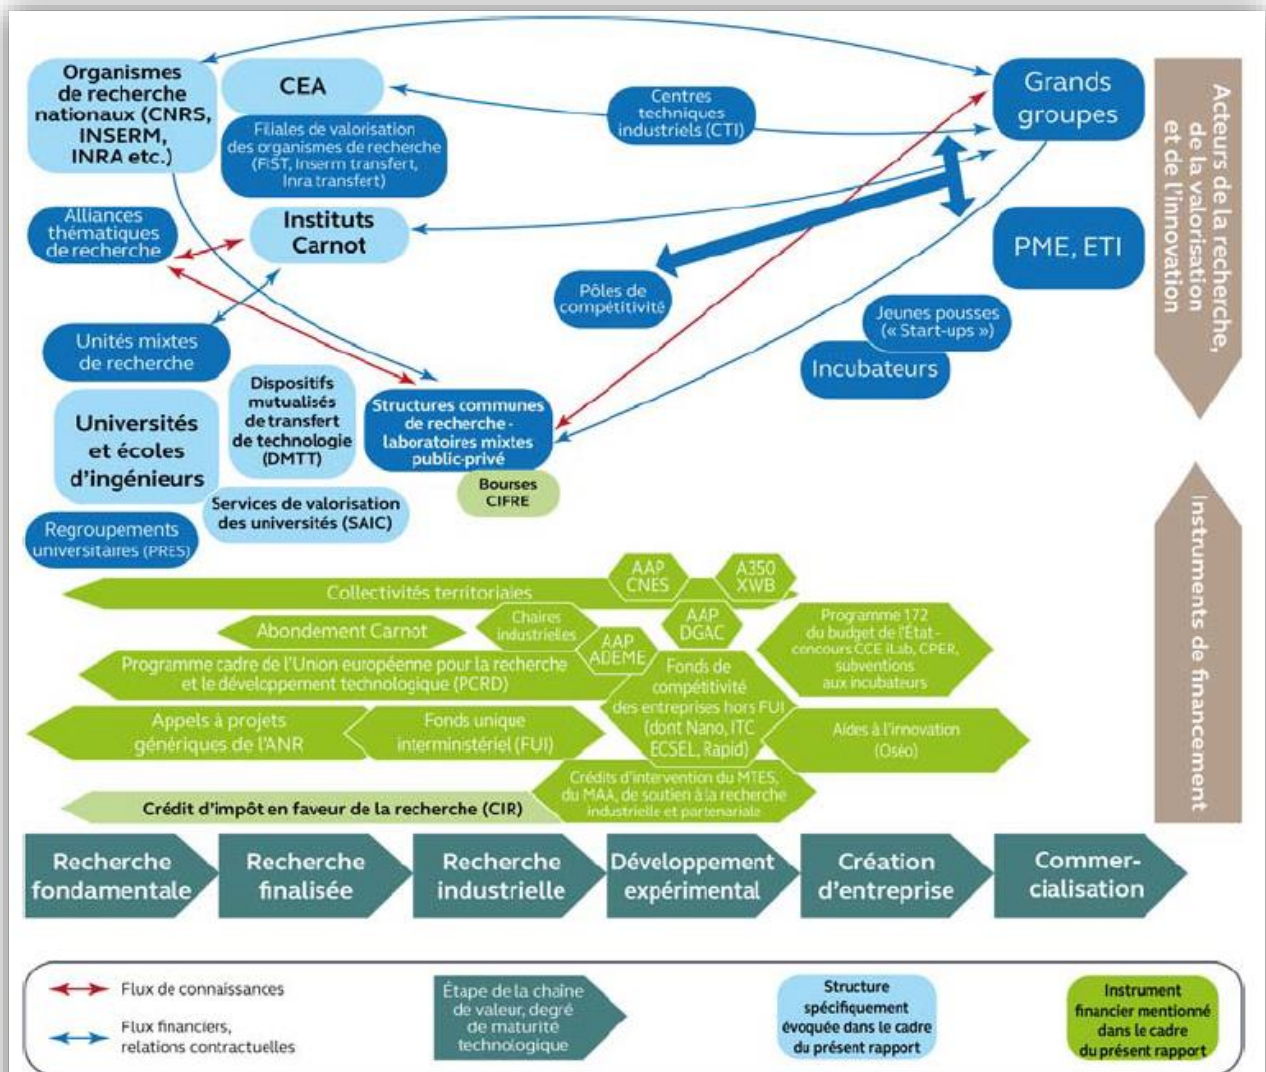 Organismes
de recherche
nationaux (CNRS,
INSERM,
INRA etc.)
CEA
Filiales de valorisation
des organismes de recherche
(FIST, Inserm transfert,
Inra transfert)
Centres
techniques
industriels (CTI)
Grands
groupes
Alliances
thématiques
de recherche
Instituts
Carnot
PME, ETI
Pôles de
compétitivité
Jeunes pousses
(« Start-ups »)
Incubateurs
Unités mixtes
de recherche
Dispositifs
mutualisés
de transfert
de technologie
(DMTT)
Structures communes
de recherche -
laboratoires mixtes
public-privé
Universités
et écoles
d'ingénieurs
Bourses
CIFRE
Services de valorisation
des universités (SAIC)
Regroupements
universitaires (PRES)
Acteurs de la recherche,
de la valorisation
et de l'innovation
Collectivités territoriales
AAP
CNES
A350
XWB
Abondement Carnot
Chaires
industrielles
AAP
ADEME
AAP
DGAC
Programme 172
du budget de l'État -
concours CCE iLab, CPER,
subventions
aux incubateurs
Programme cadre de l'Union européenne pour la recherche
et le développement technologique (PCRD)
Fonds de
compétitivité
des entreprises hors FUI
(dont Nano, ITC
ECSEL, Rapid)
Appels à projets
génériques de l'ANR
Fonds unique
interministériel (FUI)
Aides à l'innovation
(Oséo)
Crédits d'intervention du MTES,
du MAA, de soutien à la recherche
industrielle et partenariale
Crédit d'impôt en faveur de la recherche (CIR)
Instruments de financement
Recherche
fondamentale
Recherche
finalisée
Recherche
industrielle
Développement
expérimental
Création
d'entreprise
Commer-
cialisation
Flux de connaissances
Flux financiers,
relations contractuelles
Étape de la chaîne
de valeur, degré
de maturité
technologique
Structure
spécifiquement
évoquée dans le cadre
du présent rapport
Instrument
financier mentionné
dans le cadre
du présent rapport